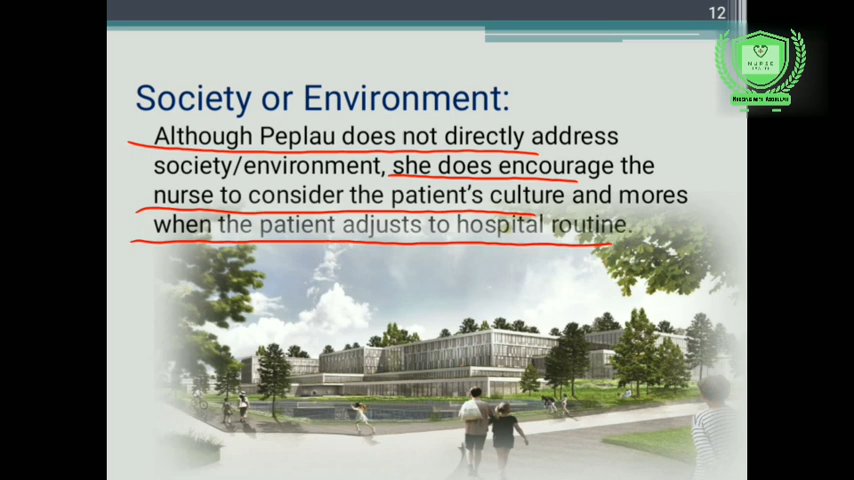 12
NURSE
Society or Environment:
Although Peplau does not directly address
society/environment, she does encourage the
nurse to consider the patient's culture and mores
when the patient adjusts to hospital routine.